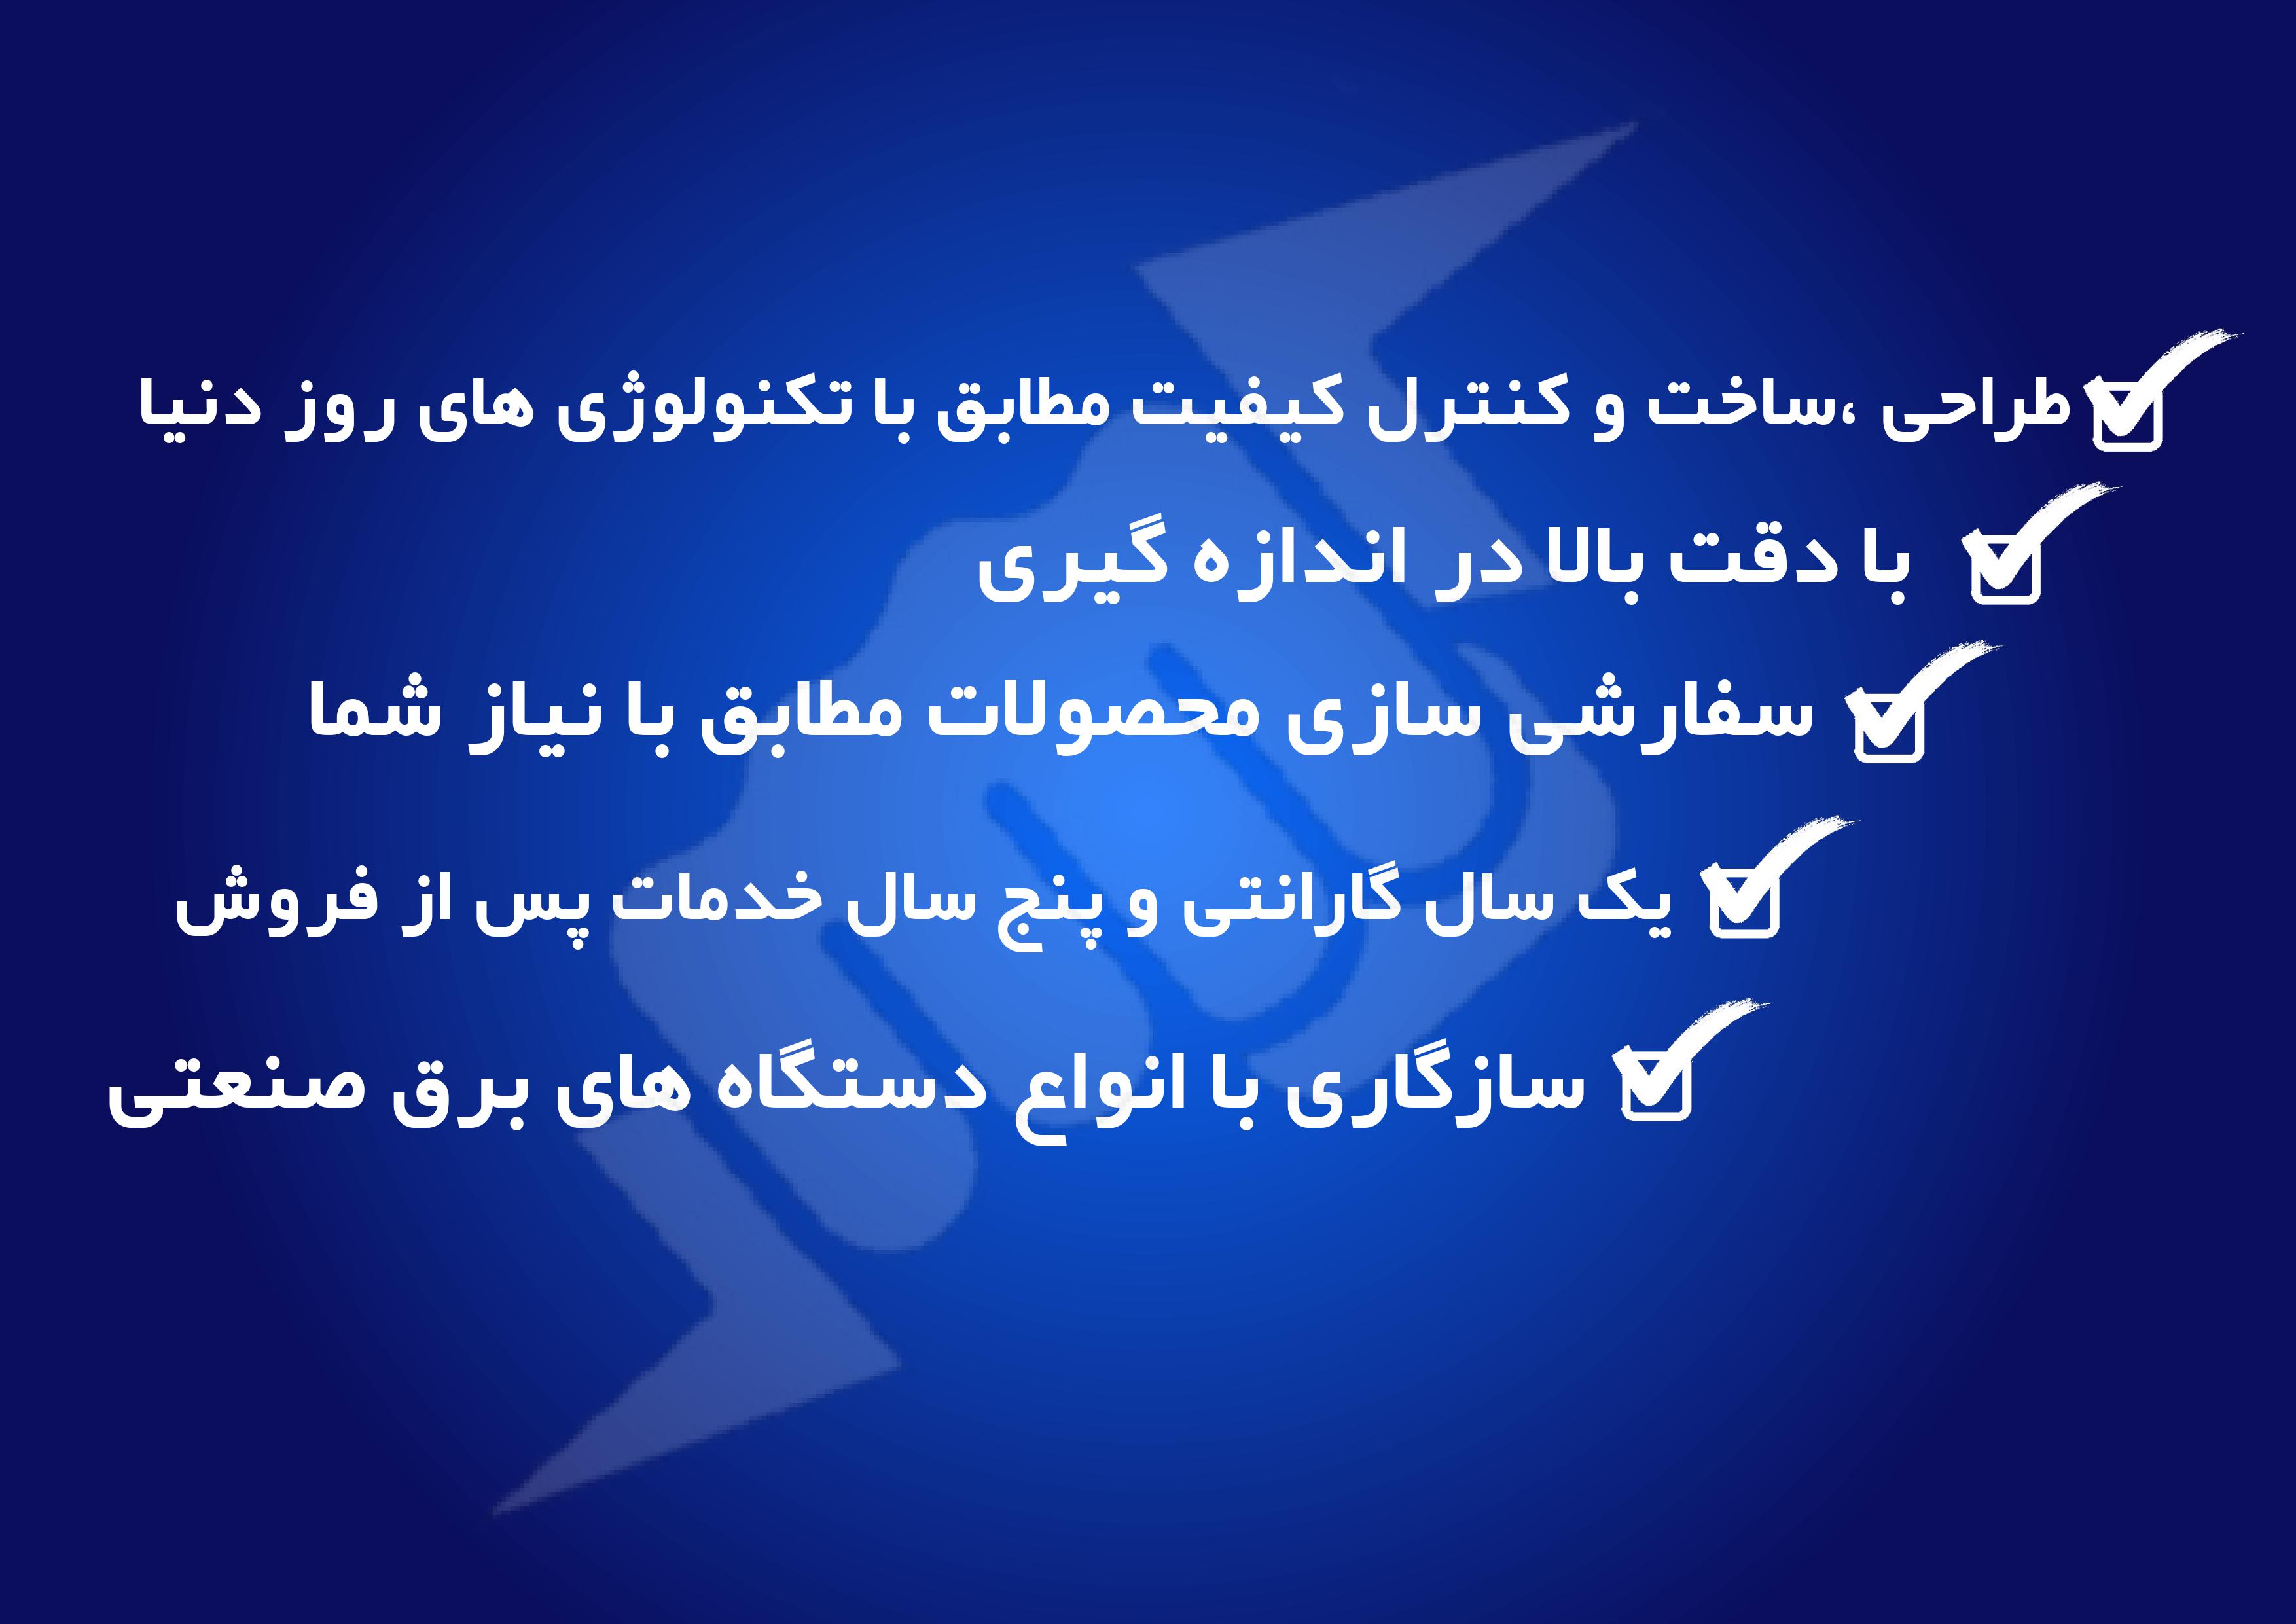 طراحی ،ساخت و کنترل کیفیت مطابق با تکنولوژی های روز دنیا
با دقت بالا در اندازه گیری
سفارشی سازی محصولات مطابق با نیاز شما
یک سال گارانتی و پنج سال خدمات پس از فروش
سازگاری با انواع دستگاه های برق صنعتی